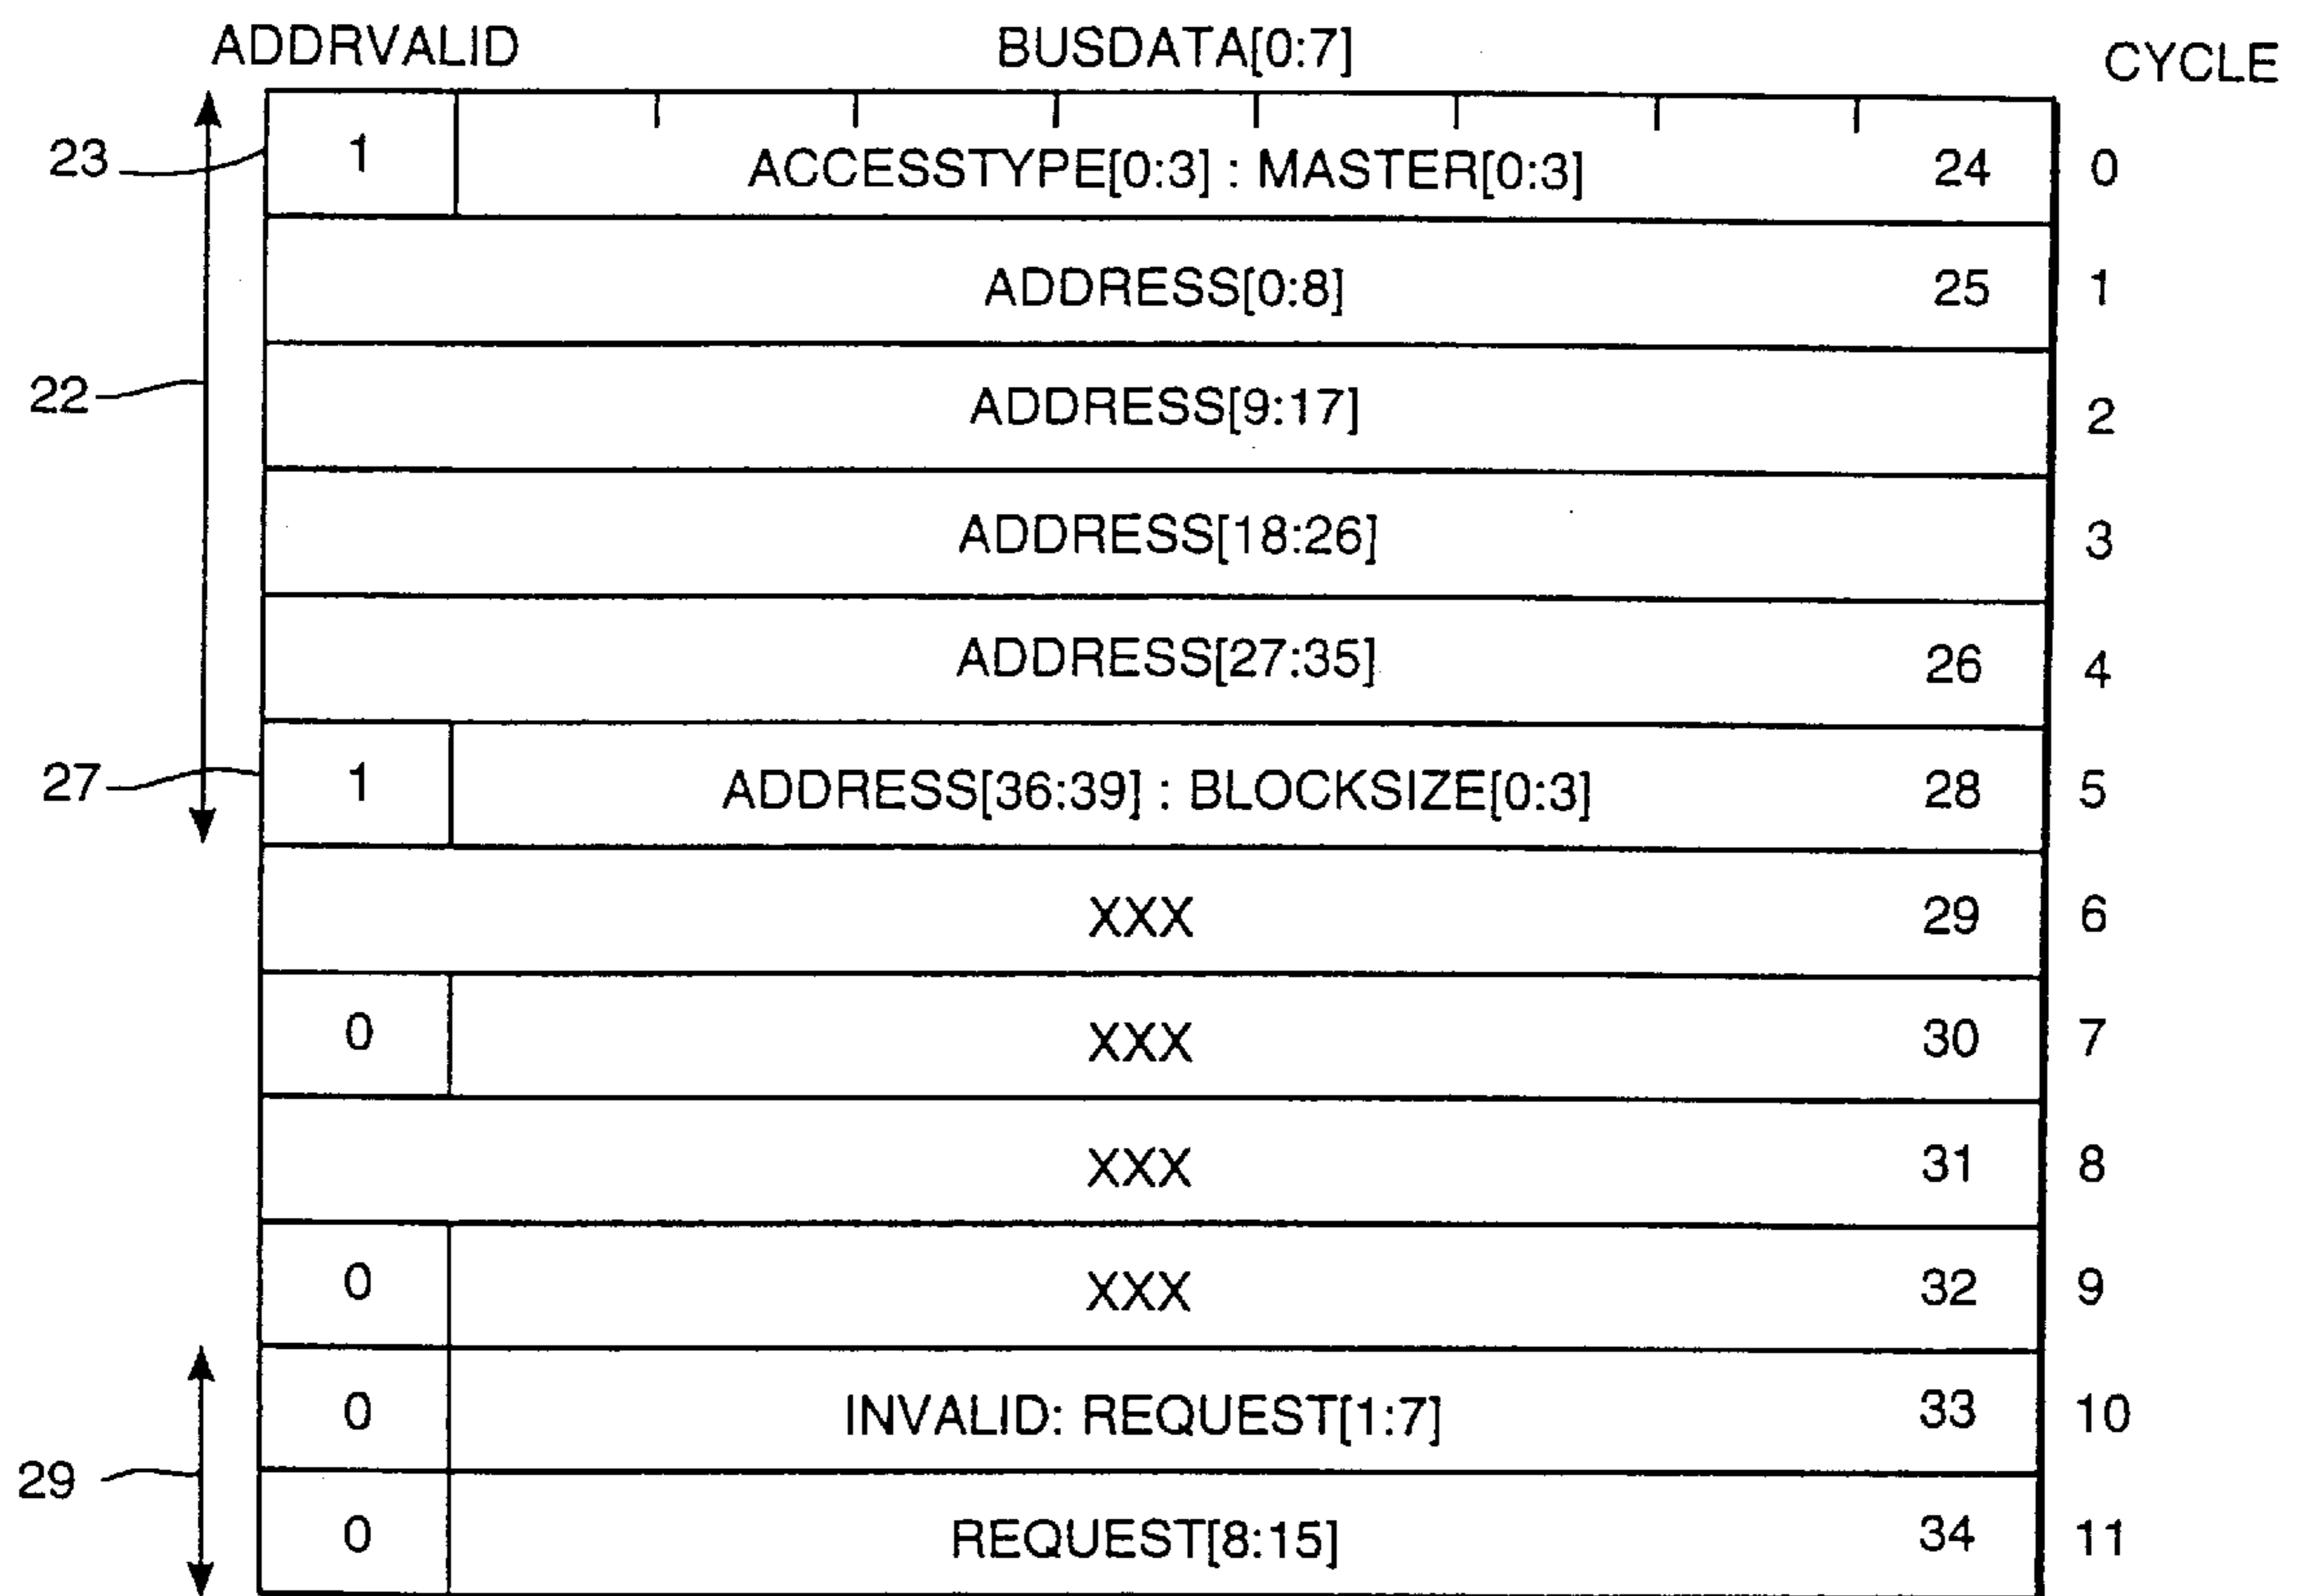 ADDRVALID BUSDATA[0:7] CYCLE
23 1 ACCESSTYPE[0:3] : MASTER[0:3] 24 0
ADDRESS[0:8] 25 1
22 ADDRESS[9:17] 2
ADDRESS[18:26] 3
ADDRESS[27:35] 26 4
27 1 ADDRESS[36:39] : BLOCKSIZE[0:3] 28 5
XXX 29 6
0 XXX 30 7
XXX 31 8
0 XXX 32 9
0 INVALID: REQUEST[1:7] 33 10
29 0 REQUEST[8:15] 34 11